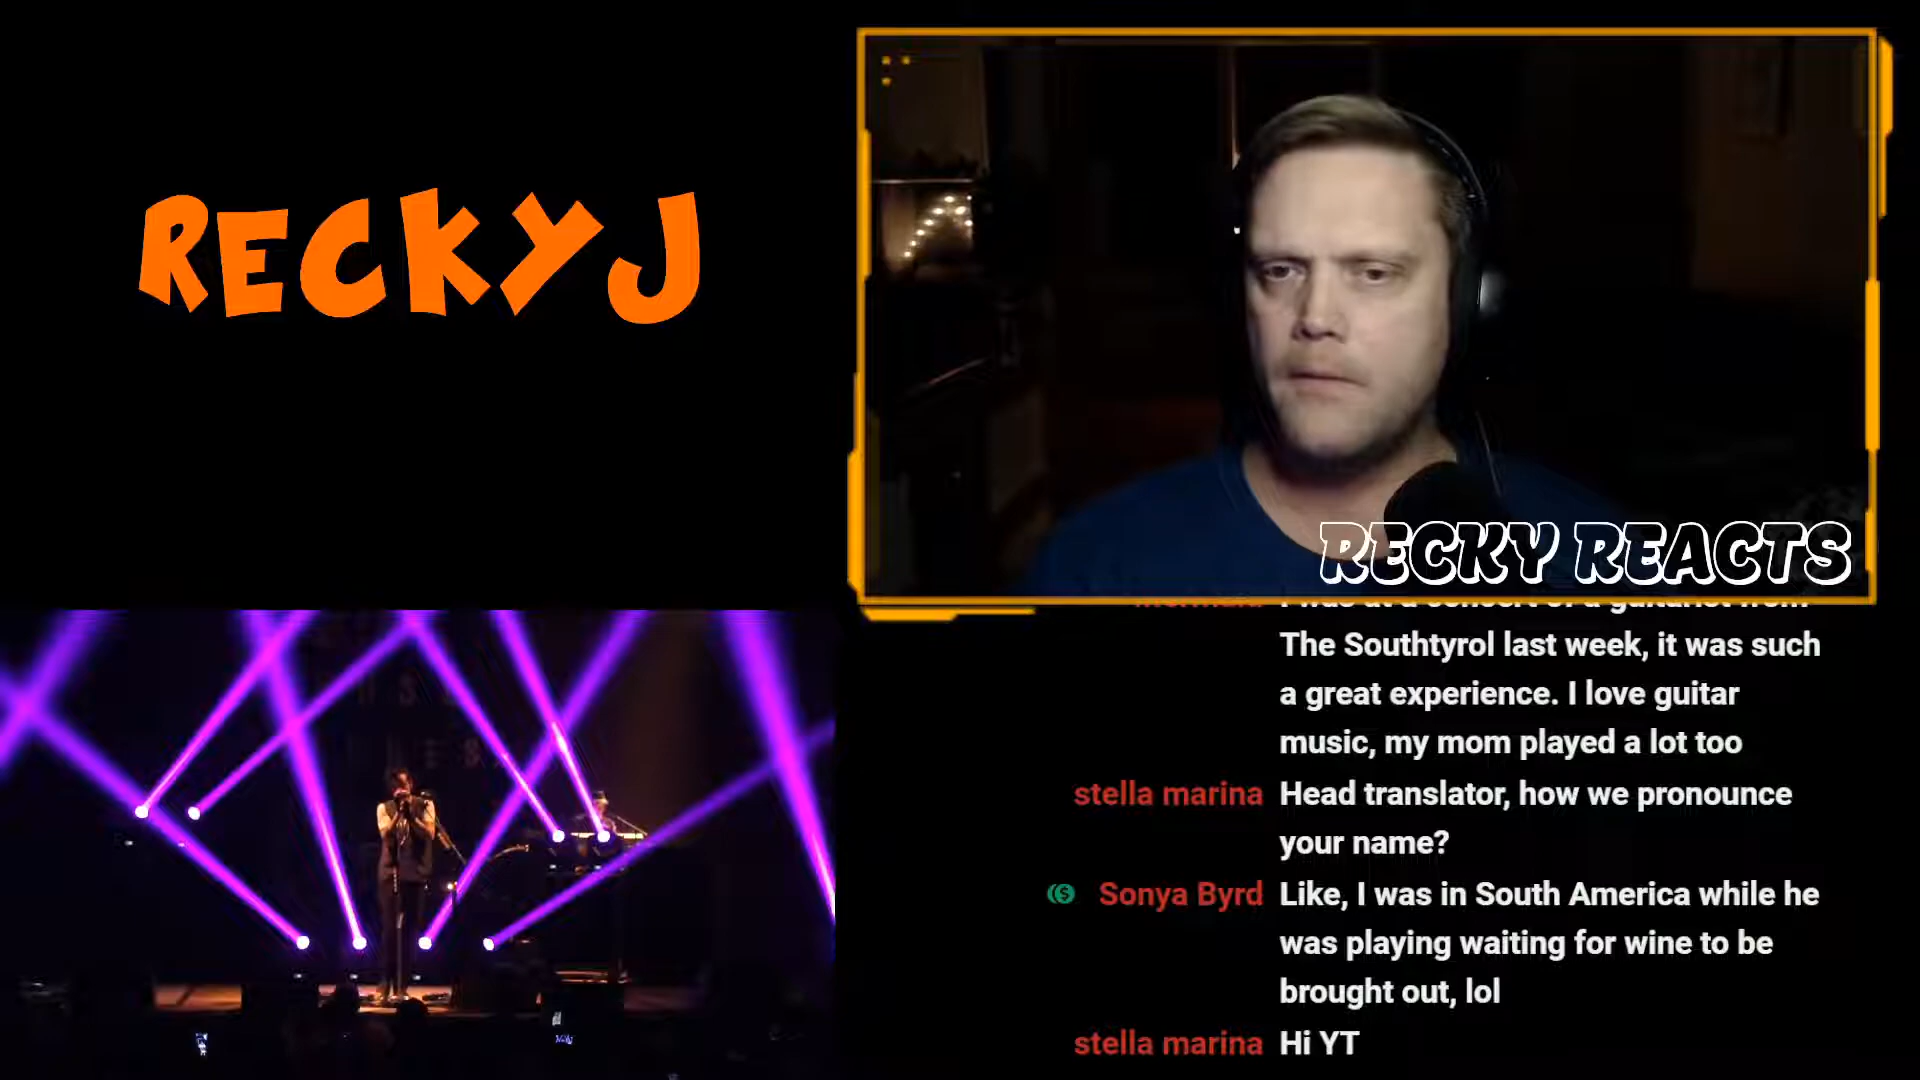 RECKYJ
RECKY REACTS
The Southtyrol last week, it was such
a great experience. I love guitar
music, my mom played a lot too
stella marina Head translator, how we pronounce
your name?
Sonya Byrd Like, I was in South America while he
was playing waiting for wine to be
brought out, lol
stella marina Hi YT